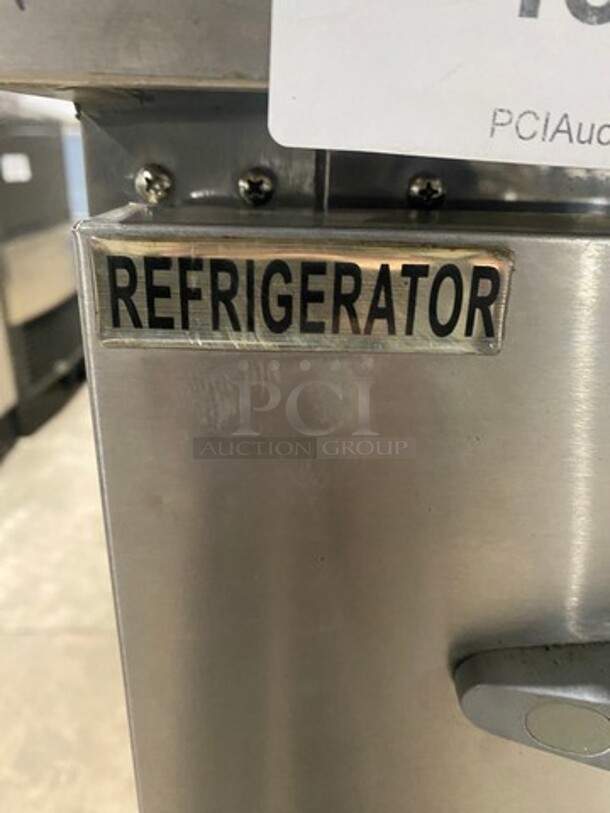 PCIAuc
REFRIGERATOR
PCI
AUCTION GROUP